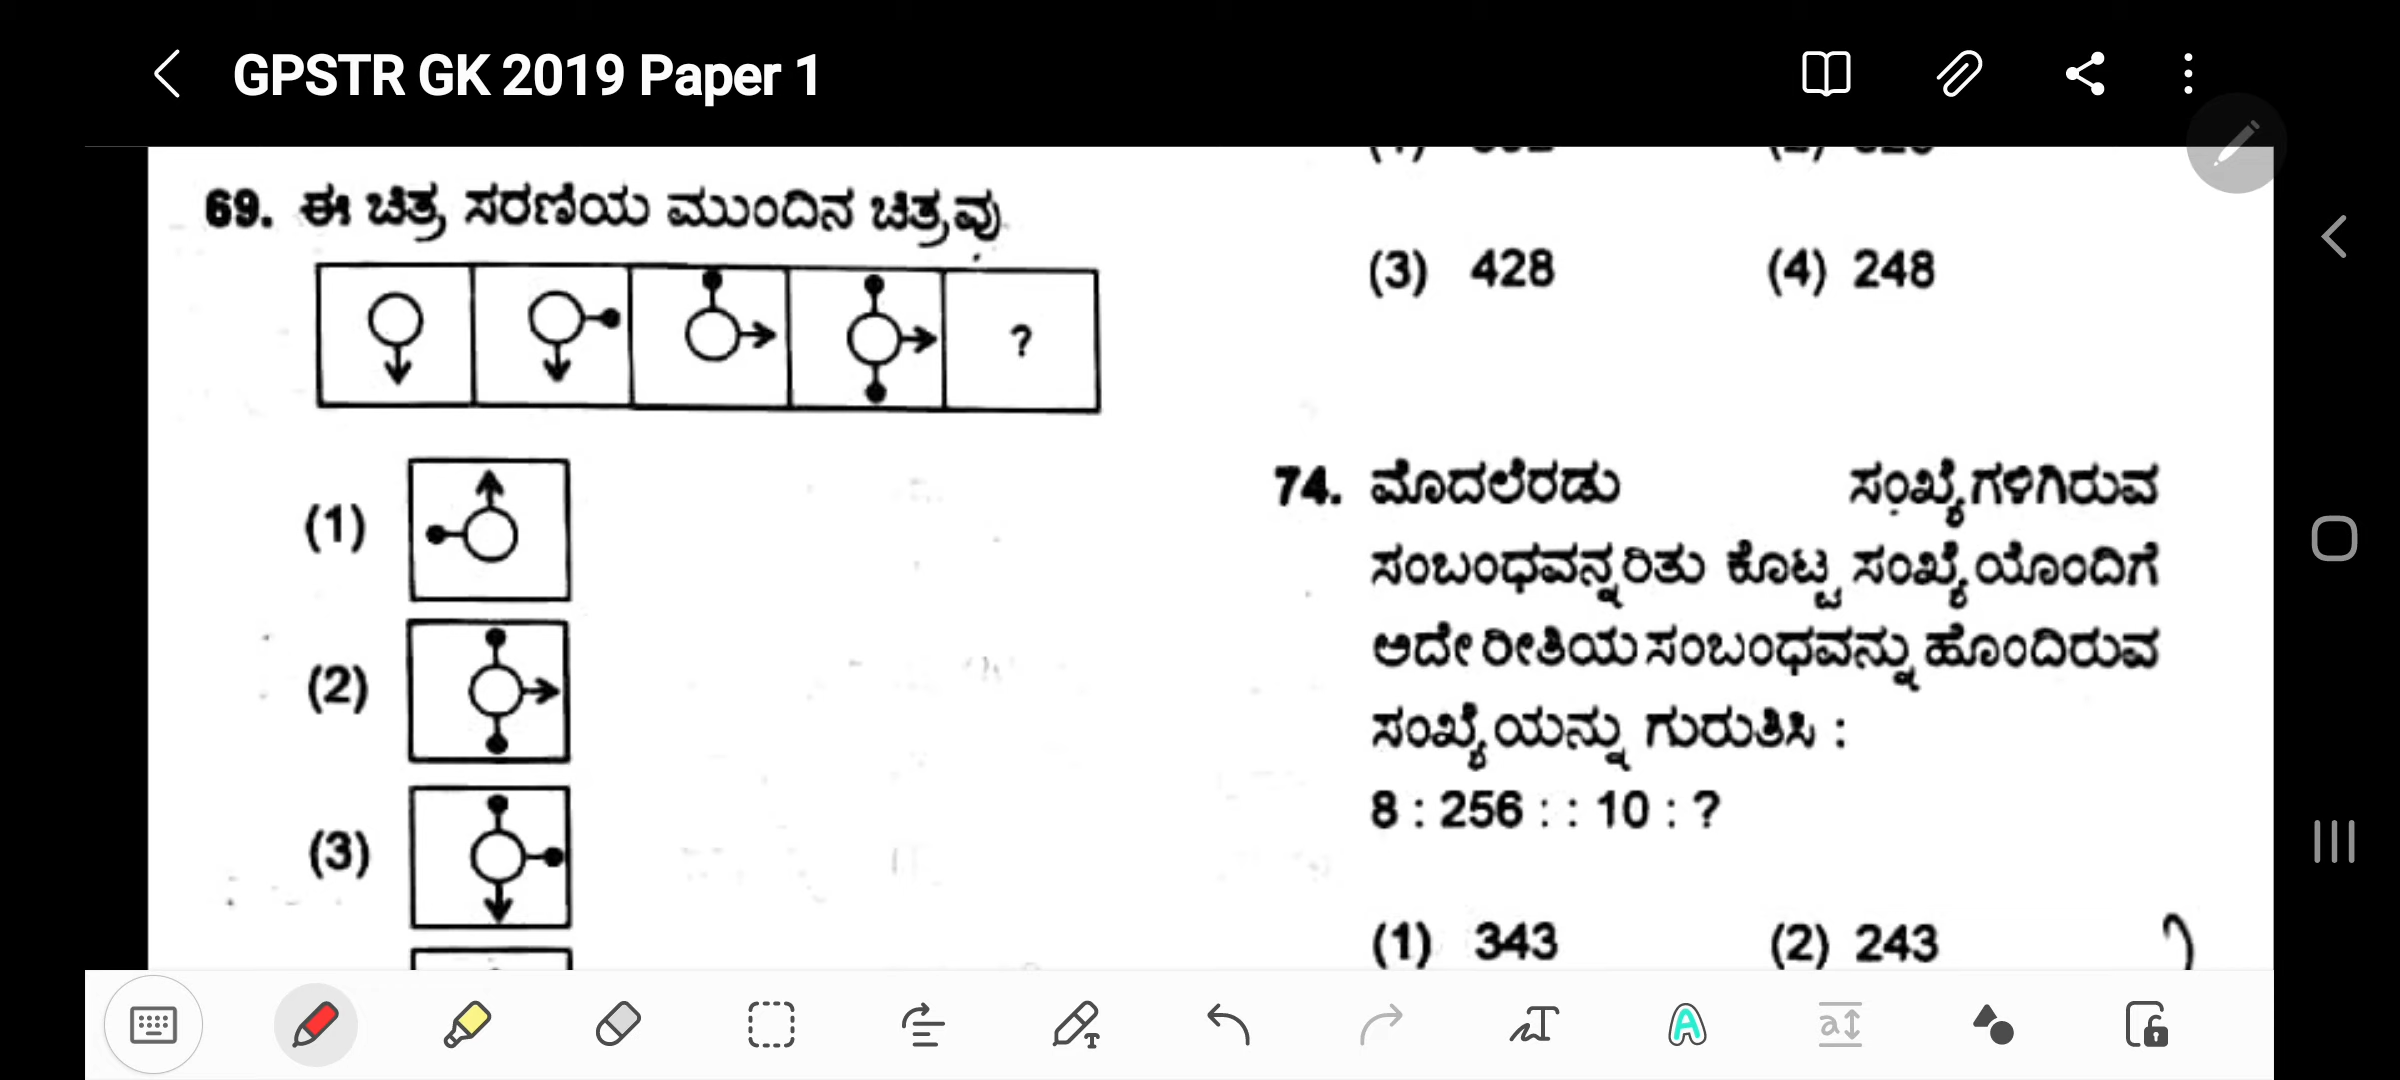 GPSTR GK 2019 Paper 1
69. ಈ ಚಿತ್ರ ಸರಣಿಯ ಮುಂದಿನ ಚಿತ್ರವು
?
(1)
(2)
(3)
(3) 428 (4) 248
74. ಮೊದಲೆರಡು ಸಂಖ್ಯೆಗಳಿಗಿರುವ
ಸಂಬಂಧವನ್ನರಿತು ಕೊಟ್ಟ ಸಂಖ್ಯೆಯೊಂದಿಗೆ
ಅದೇ ರೀತಿಯ ಸಂಬಂಧವನ್ನು ಹೊಂದಿರುವ
ಸಂಖ್ಯೆಯನ್ನು ಗುರುತಿಸಿ :
8 : 256 : : 10 : ?
(1) 343 (2) 243